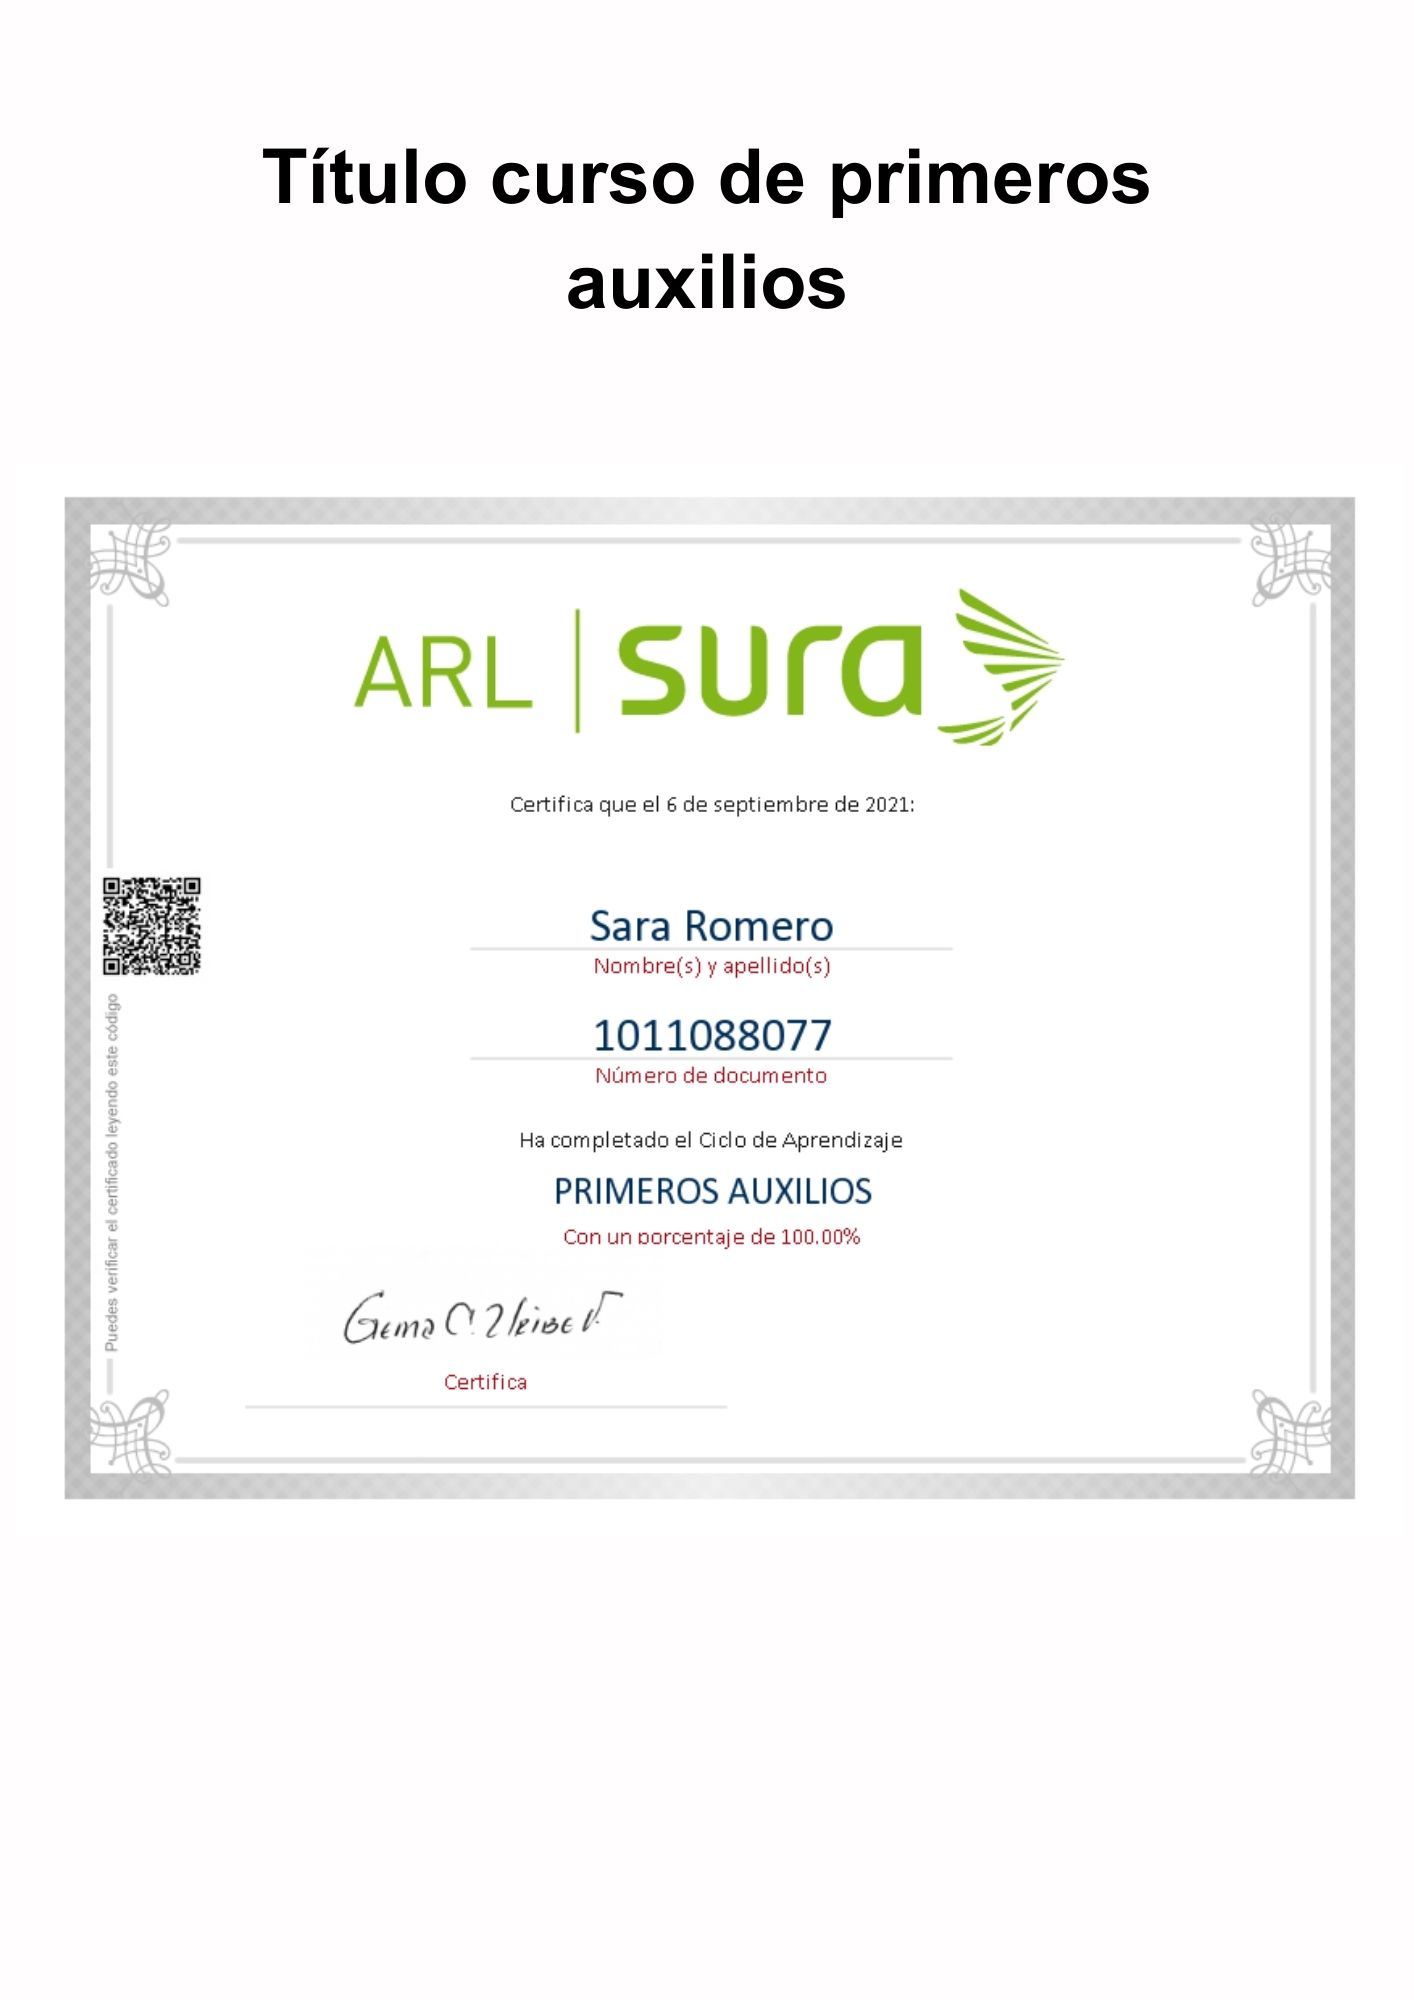 Título curso de primeros
auxilios
ARL sura
Certifica que el 6 de septiembre de 2021:
Sara Romero
Nombre(s) y apellido(s)
1011088077
Número de documento
Ha completado el Ciclo de Aprendizaje
PRIMEROS AUXILIOS
Con un porcentaje de 100.00%
Certifica
Puedes verificar el certificado leyendo este código